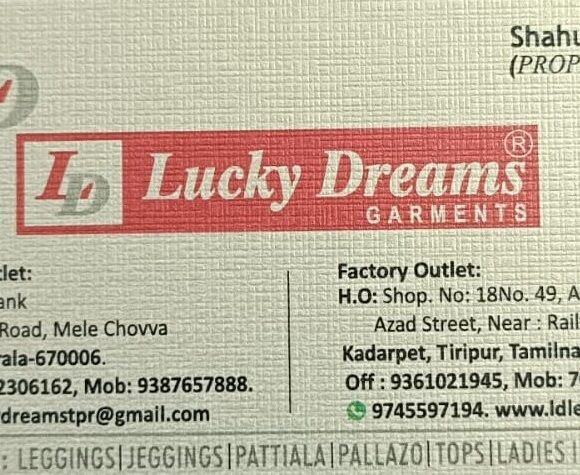 Shahu
(PROP
LD Lucky Dreams®
GARMENTS
tlet:
ank
Road, Mele Chovva
rala-670006.
2306162, Mob: 9387657888.
dreamstpr@gmail.com
Factory Outlet:
H.O: Shop. No: 18No. 49, A
Azad Street, Near : Rail
Kadarpet, Tiripur, Tamilna
Off : 9361021945, Mob: 7
9745597194. www.ldle
: LEGGINGS|JEGGINGS|PATTIALA|PALLAZO|TOPS|LADIES I